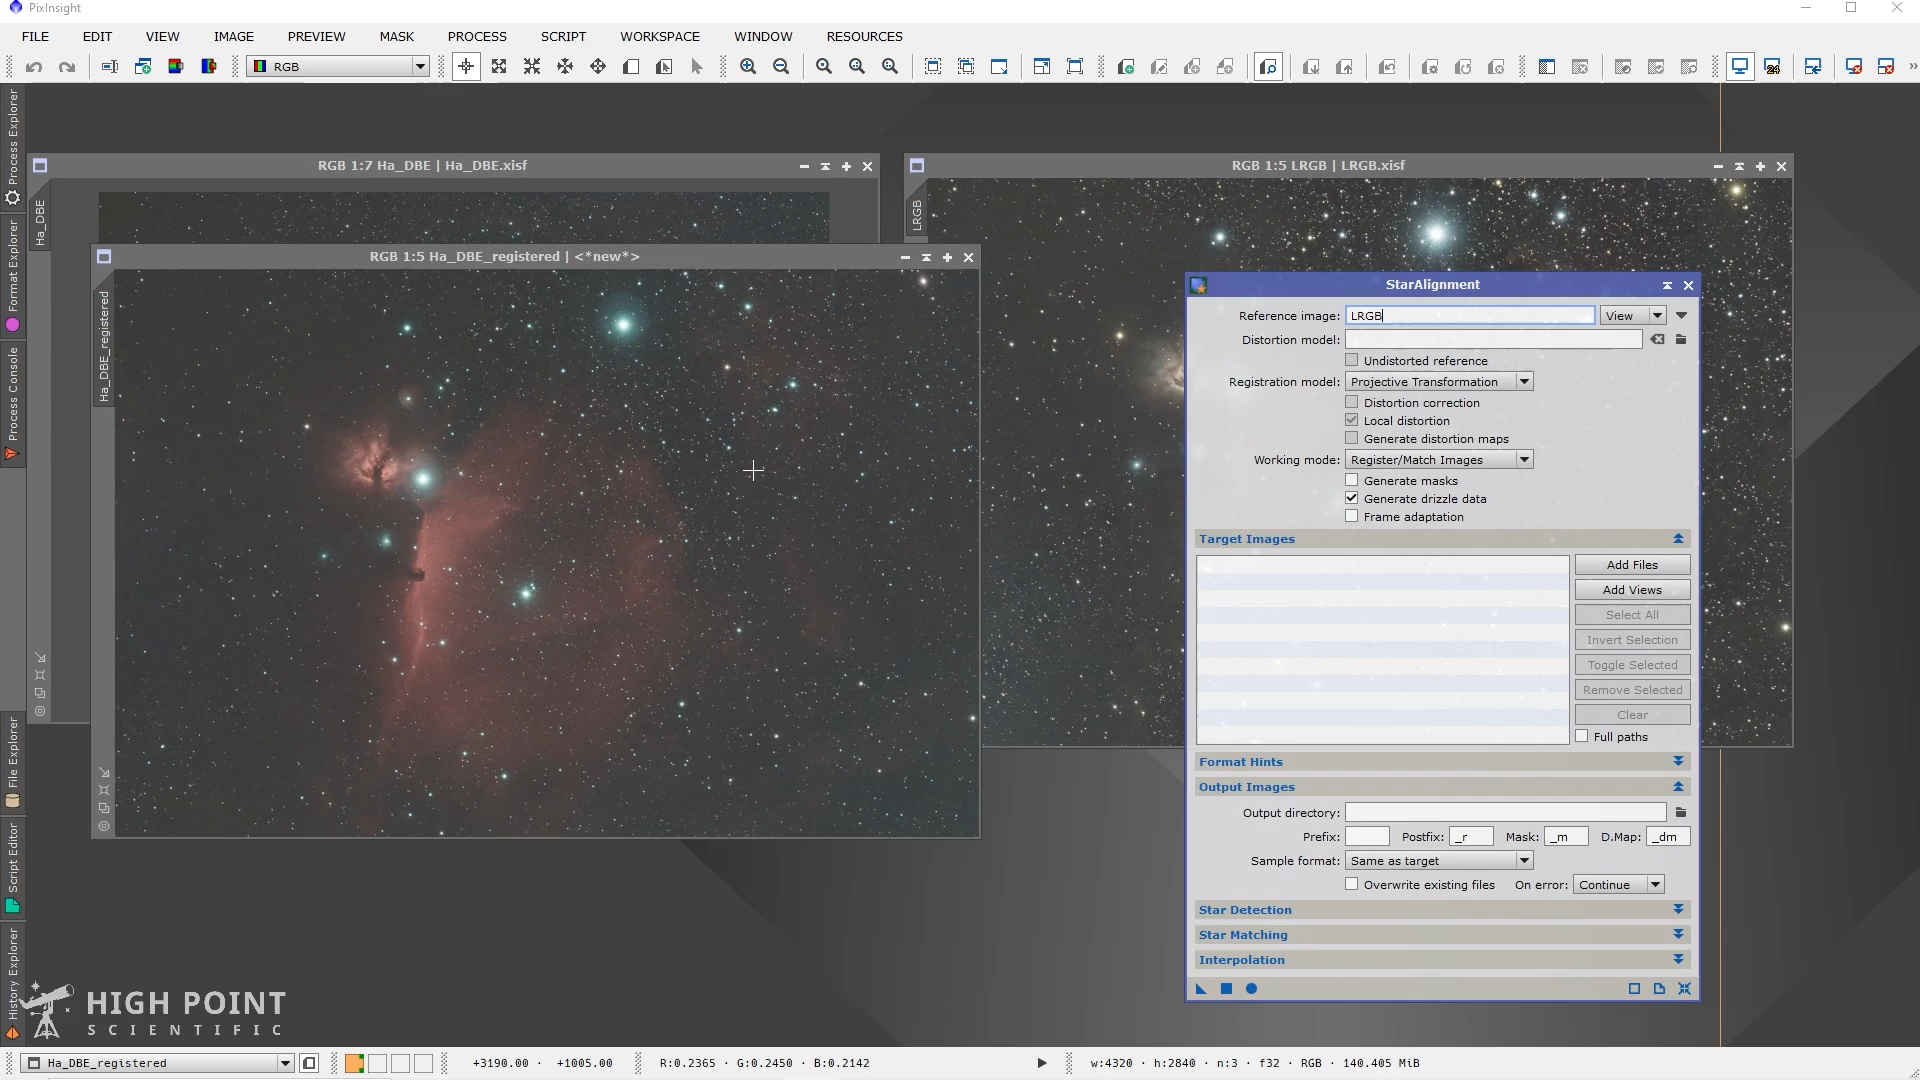 PixInsight
FILE EDIT VIEW IMAGE PREVIEW MASK PROCESS SCRIPT WORKSPACE WINDOW RESOURCES
RGB
24
Process Explorer
Format Explorer
Process Console
File Explorer
Script Editor
History Explorer
RGB 1:7 Ha_DBE | Ha_DBE.xisf
Ha_DBE
RGB 1:5 LRGB | LRGB.xisf
LRGB
RGB 1:5 Ha_DBE_registered | <*new*>
Ha_DBE_registered
StarAlignment
Reference image: LRGB View
Distortion model:
Undistorted reference
Registration model: Projective Transformation
Distortion correction
Local distortion
Generate distortion maps
Working mode: Register/Match Images
Generate masks
Generate drizzle data
Frame adaptation
Target Images
Add Files
Add Views
Select All
Invert Selection
Toggle Selected
Remove Selected
Clear
Full paths
Format Hints
Output Images
Output directory:
Prefix: Postfix: _r Mask: _m D.Map: _dm
Sample format: Same as target
Overwrite existing files On error: Continue
Star Detection
Star Matching
Interpolation
HIGH POINT
SCIENTIFIC
Ha_DBE_registered +3190.00 · +1005.00 R:0.2365 · G:0.2450 · B:0.2142 w:4320 · h:2840 · n:3 · f32 · RGB · 140.405 MiB